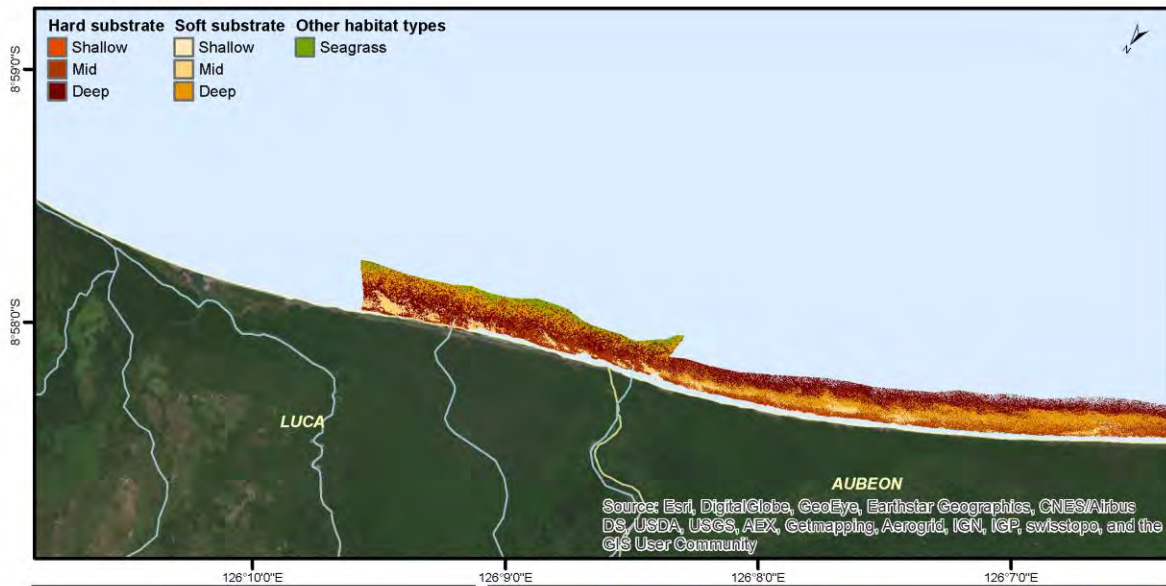 Hard substrate Soft substrate Other habitat types
Shallow Shallow Seagrass
Mid Mid
Deep Deep
N
8°59'0"S
8°58'0"S
LUCA
AUBEON
Source: Esri, DigitalGlobe, GeoEye, Earthstar Geographics, CNES/Airbus
DS, USDA, USGS, AEX, Getmapping, Aerogrid, IGN, IGP, swisstopo, and the
GIS User Community
126°10'0"E 126°9'0"E 126°8'0"E 126°7'0"E